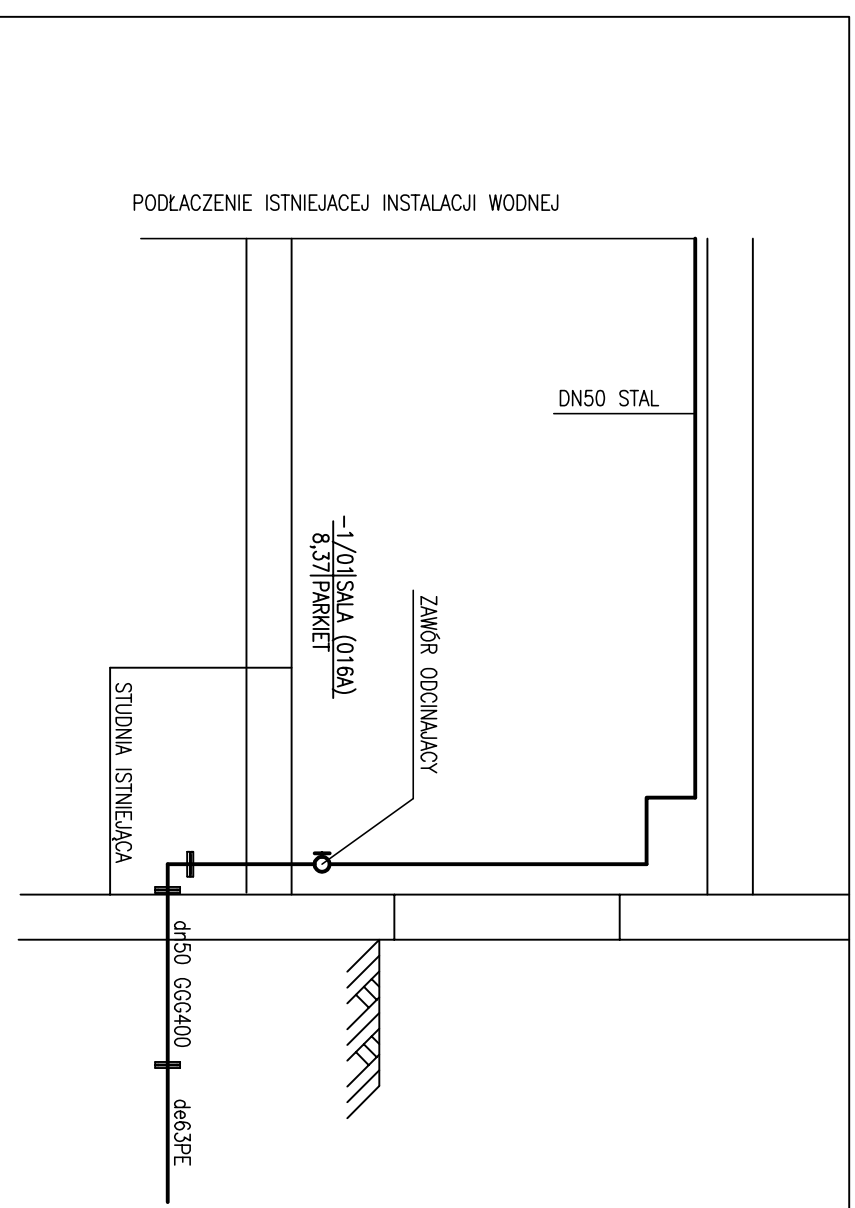 PODŁACZENIE ISTNIEJACEJ INSTALACJI WODNEJ
DN50 STAL
-1/01|SALA (016A)
8,37|PARKIET
ZAWÓR ODCINAJACY
STUDNIA ISTNIEJĄCA
dn50 GGG400
de63PE